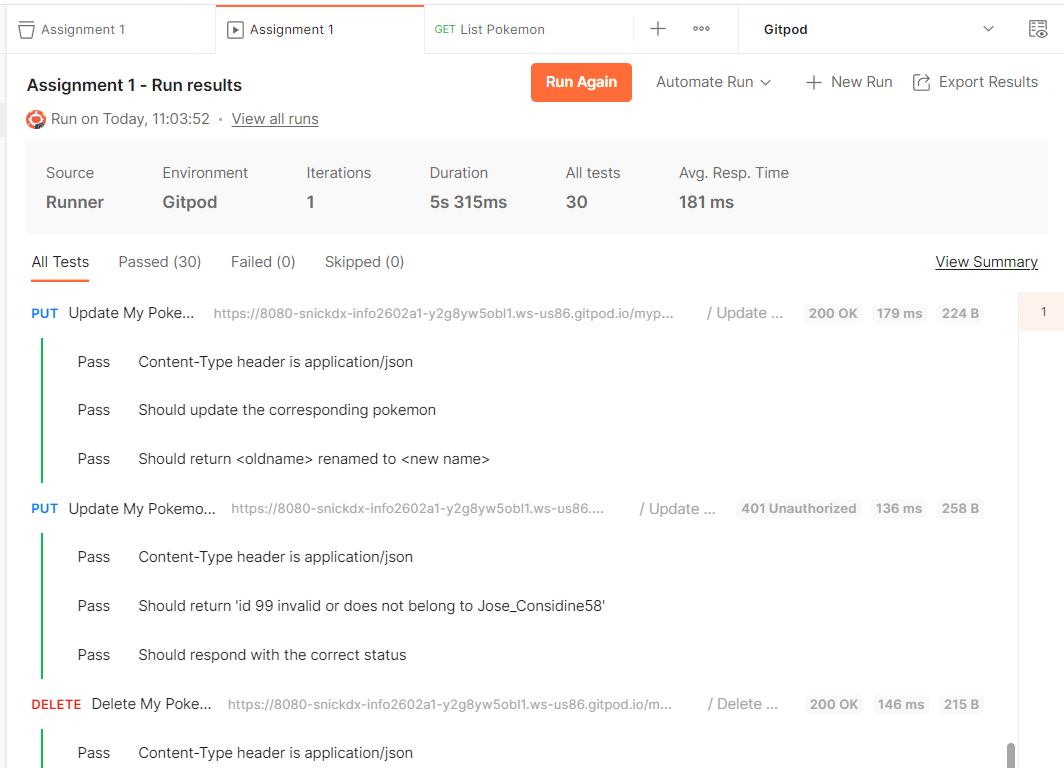 Assignment 1
Assignment 1
GET List Pokemon
Gitpod
Assignment 1 - Run results
Run Again
Automate Run
New Run
Export Results
Run on Today, 11:03:52 · View all runs
Source Environment Iterations Duration All tests Avg. Resp. Time
Runner Gitpod 1 5s 315ms 30 181 ms
All Tests Passed (30) Failed (0) Skipped (0) View Summary
PUT Update My Poke... https://8080-snickdx-info2602a1-y2g8yw5obl1.ws-us86.gitpod.io/myp... / Update ... 200 OK 179 ms 224 B 1
Pass Content-Type header is application/json
Pass Should update the corresponding pokemon
Pass Should return <oldname> renamed to <new name>
PUT Update My Pokemo... https://8080-snickdx-info2602a1-y2g8yw5obl1.ws-us86.... / Update ... 401 Unauthorized 136 ms 258 B
Pass Content-Type header is application/json
Pass Should return 'id 99 invalid or does not belong to Jose_Considine58'
Pass Should respond with the correct status
DELETE Delete My Poke... https://8080-snickdx-info2602a1-y2g8yw5obl1.ws-us86.gitpod.io/m... / Delete ... 200 OK 146 ms 215 B
Pass Content-Type header is application/json